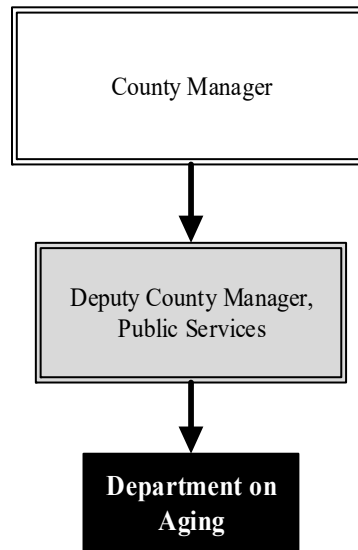 County Manager
Deputy County Manager,
Public Services
Department on
Aging